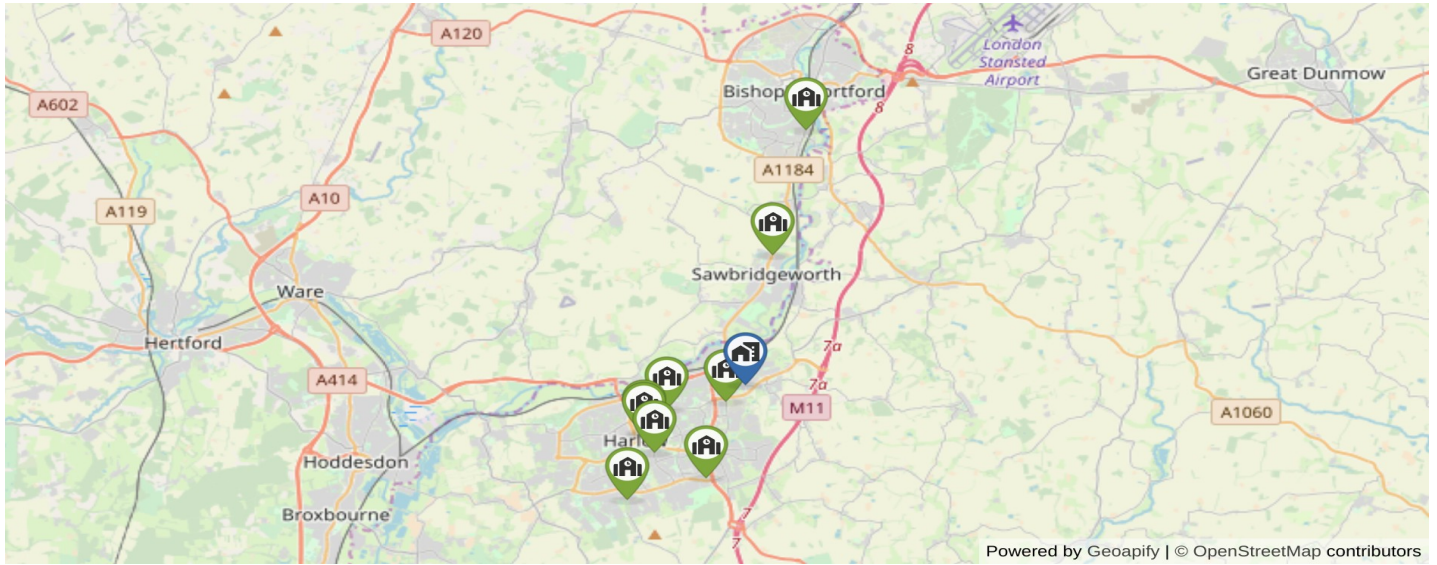 A120
8
London
Stansted
Airport
Great Dunmow
A602
Bishop ortford
8
A1184
A10
A119
Sawbridgeworth
Ware
Hertford
7a
A414
7a
M11
A1060
Harlow
Hoddesdon
Broxbourne
7
7
Powered by Geoapify | © OpenStreetMap contributors